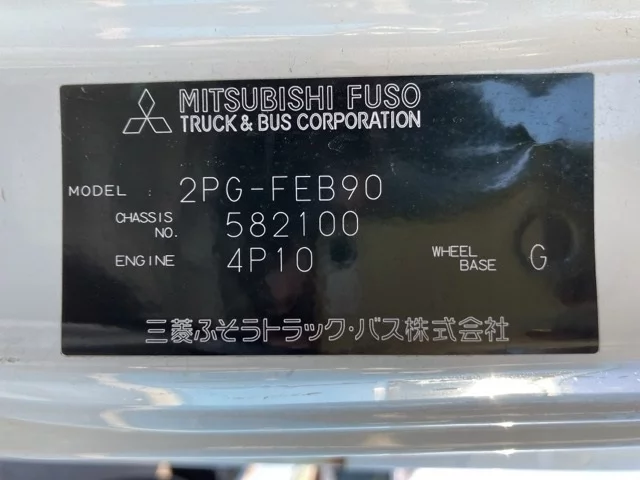 MITSUBISHI FUSO
TRUCK & BUS CORPORATION
MODEL : 2PG-FEB90
CHASSIS NO. 582100
ENGINE 4P10 WHEEL BASE G
三菱ふそうトラック・バス株式会社